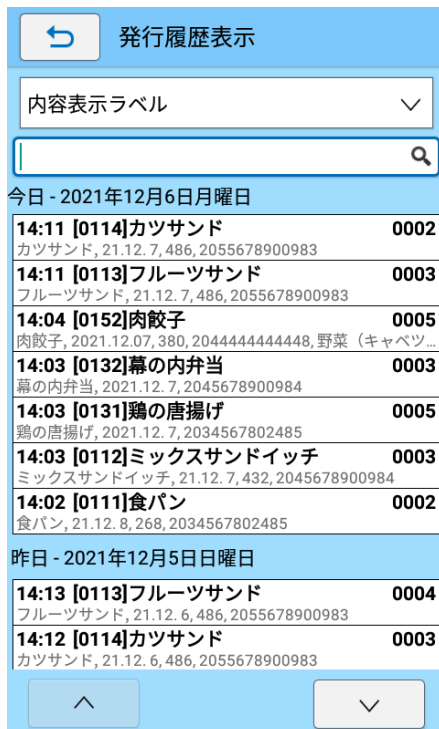 発行履歴表示
内容表示ラベル
今日 - 2021年12月6日月曜日
14:11 [0114]カツサンド 0002
カツサンド, 21.12. 7, 486, 2055678900983
14:11 [0113]フルーツサンド 0003
フルーツサンド, 21.12. 7, 486, 2055678900983
14:04 [0152]肉餃子 0005
肉餃子, 2021.12.07, 380, 2044444444448, 野菜（キャベツ...
14:03 [0132]幕の内弁当 0003
幕の内弁当, 2021.12. 7, 2045678900984
14:03 [0131]鶏の唐揚げ 0005
鶏の唐揚げ, 2021.12. 7, 2034567802485
14:03 [0112]ミックスサンドイッチ 0003
ミックスサンドイッチ, 21.12. 7, 432, 2045678900984
14:02 [0111]食パン 0002
食パン, 21.12. 8, 268, 2034567802485
昨日 - 2021年12月5日日曜日
14:13 [0113]フルーツサンド 0004
フルーツサンド, 21.12. 6, 486, 2055678900983
14:12 [0114]カツサンド 0003
カツサンド, 21.12. 6, 486, 2055678900983